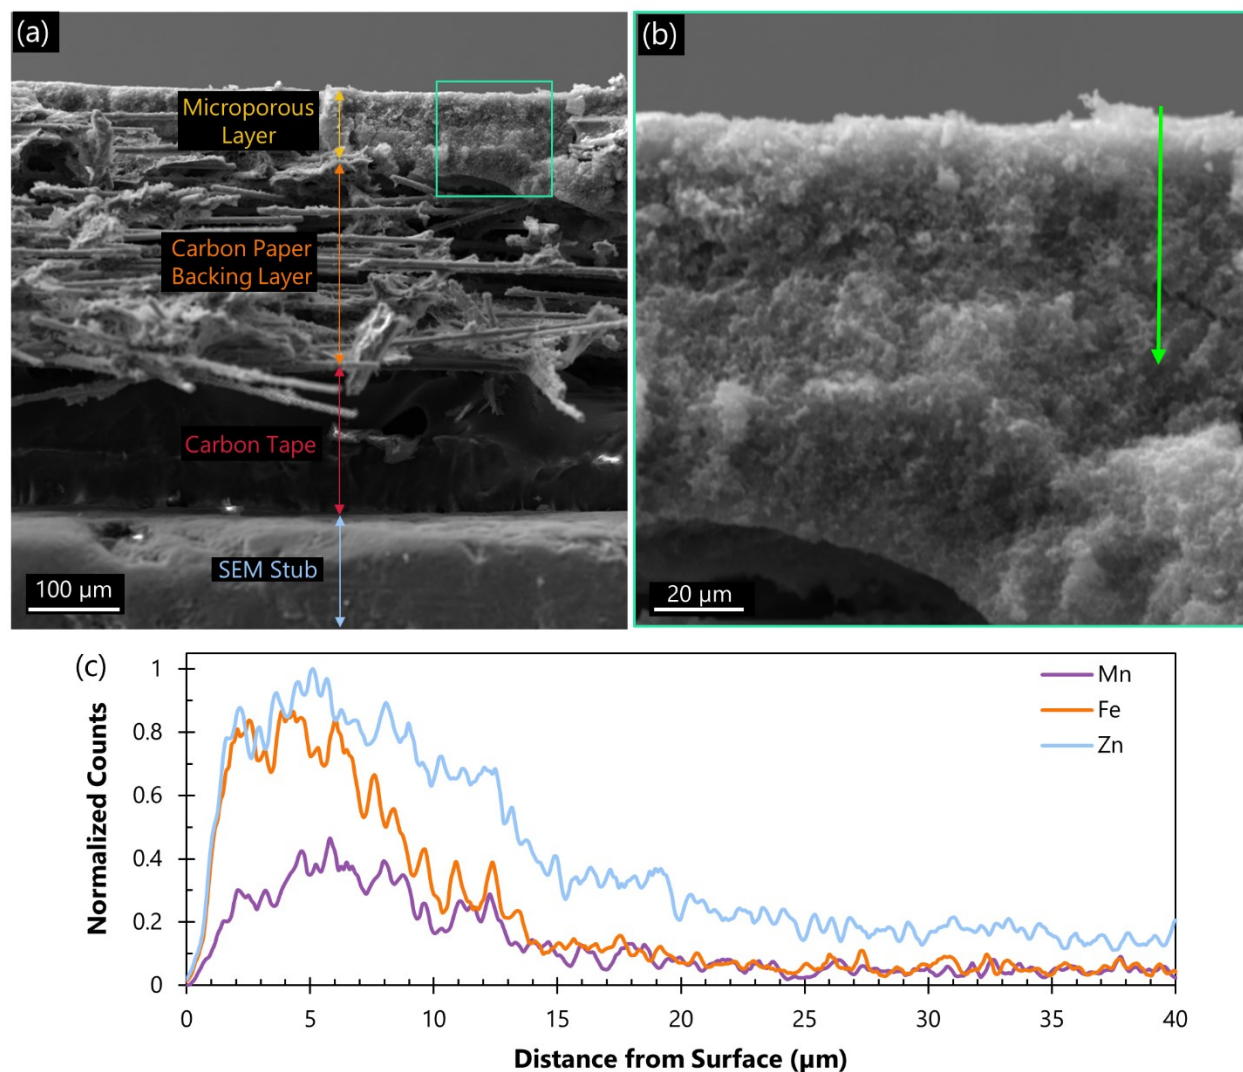 (a)
Microporous
Layer
Carbon Paper
Backing Layer
Carbon Tape
SEM Stub
100 µm
(b)
20 µm
(c)
Normalized Counts
1
0.8
0.6
0.4
0.2
0
Mn
Fe
Zn
0 5 10 15 20 25 30 35 40
Distance from Surface (µm)